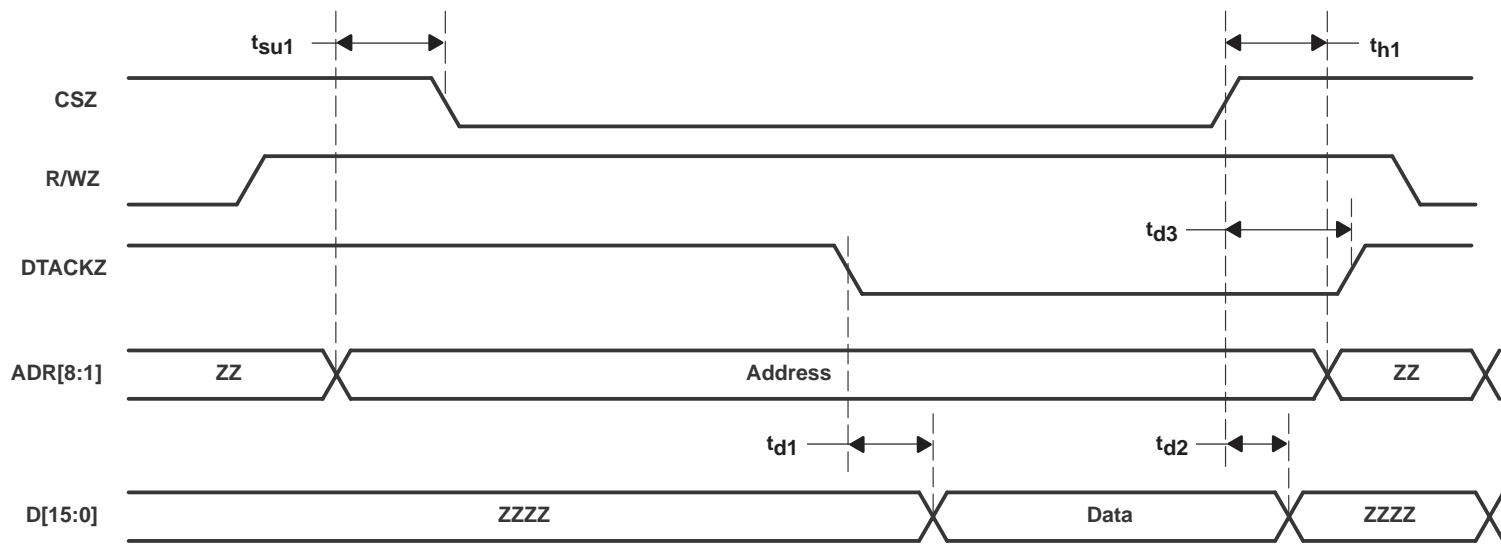 tsu1
th1
CSZ
R/WZ
td3
DTACKZ
ADR[8:1]
ZZ
Address
ZZ
td1
td2
D[15:0]
ZZZZ
Data
ZZZZ